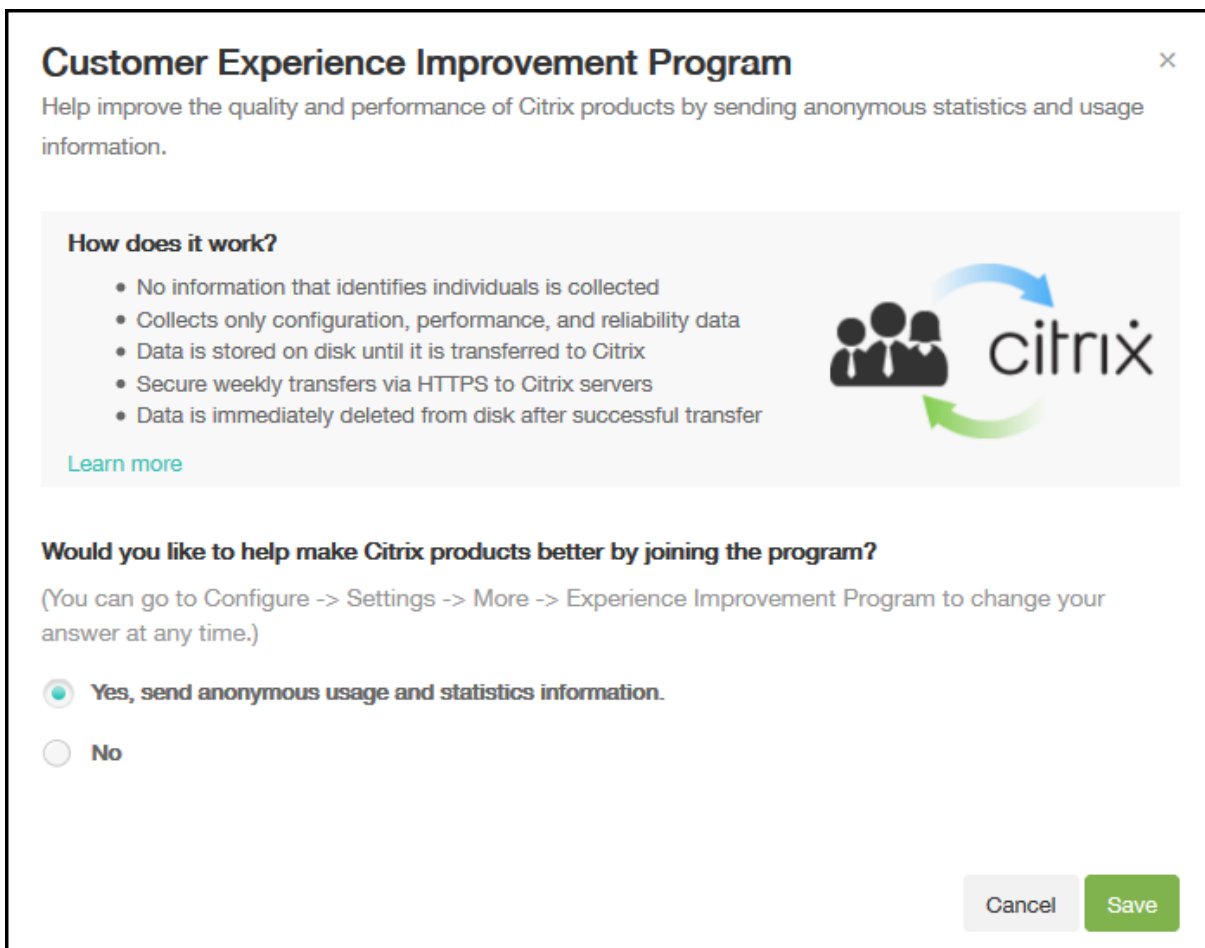 Customer Experience Improvement Program
×
Help improve the quality and performance of Citrix products by sending anonymous statistics and usage
information.
How does it work?
• No information that identifies individuals is collected
• Collects only configuration, performance, and reliability data
• Data is stored on disk until it is transferred to Citrix
• Secure weekly transfers via HTTPS to Citrix servers
• Data is immediately deleted from disk after successful transfer
citrix
Learn more
Would you like to help make Citrix products better by joining the program?
(You can go to Configure -> Settings -> More -> Experience Improvement Program to change your
answer at any time.)
Yes, send anonymous usage and statistics information.
No
Cancel
Save